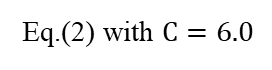 Eq.(2) with C = 6.0